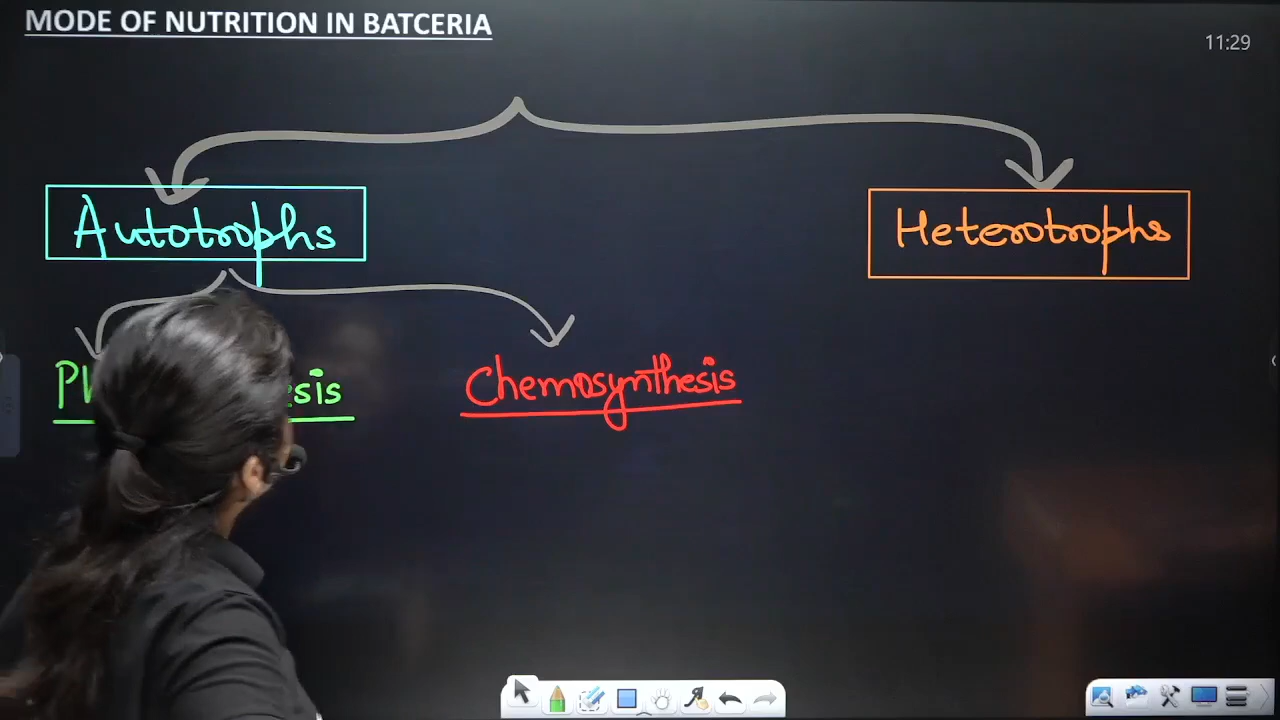 MODE OF NUTRITION IN BATCERIA
11:29
Autotrophs
Heterotrophs
Chemosynthesis